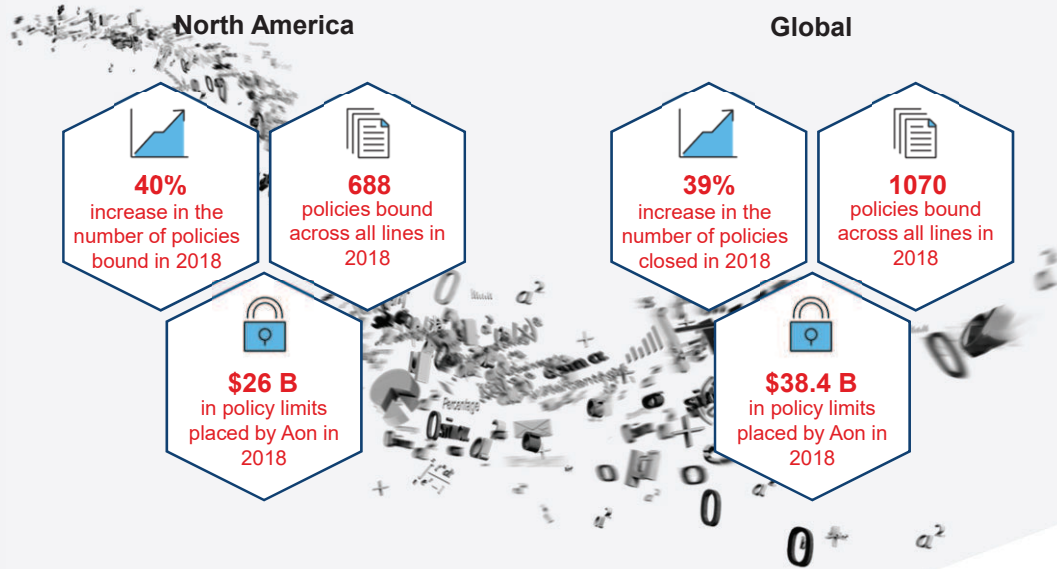 North America
40%
increase in the
number of policies
bound in 2018
688
policies bound
across all lines in
2018
$26 B
in policy limits
placed by Aon in
2018
Global
39%
increase in the
number of policies
closed in 2018
1070
policies bound
across all lines in
2018
$38.4 B
in policy limits
placed by Aon in
2018
Percentage
a²
a²